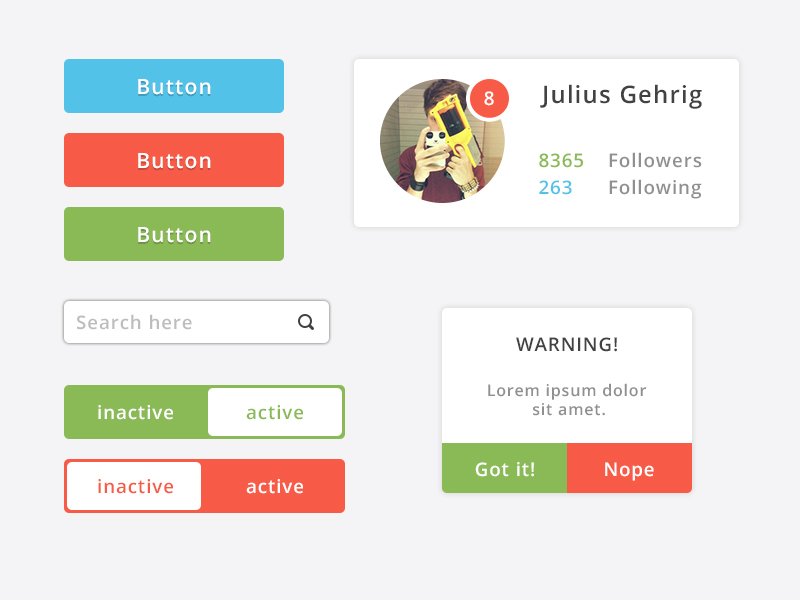 Button
Button
Button
Search here
inactive active
inactive active
8
Julius Gehrig
8365 Followers
263 Following
WARNING!
Lorem ipsum dolor
sit amet.
Got it! Nope